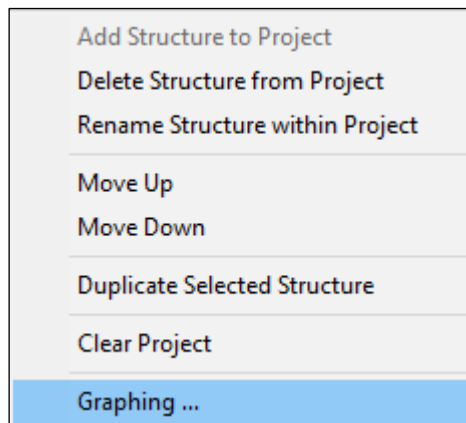 Add Structure to Project
Delete Structure from Project
Rename Structure within Project
Move Up
Move Down
Duplicate Selected Structure
Clear Project
Graphing ...